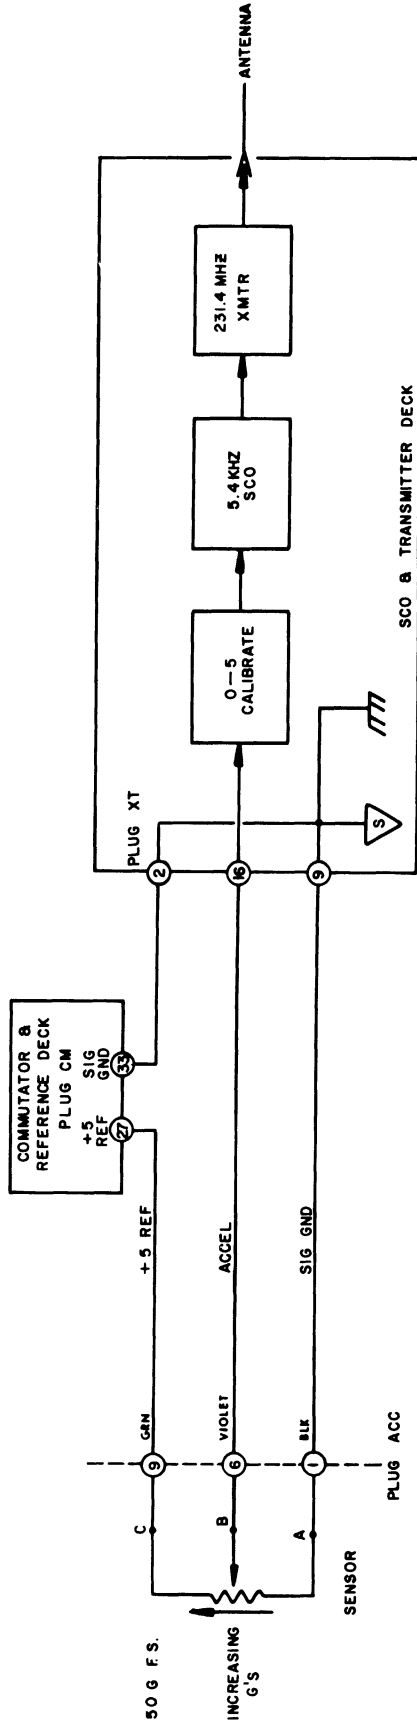 50 G F.S.
INCREASING
G'S
SENSOR
C
B
A
9
6
1
GRN
VIOLET
BLK
PLUG ACC
+5 REF
ACCEL
SIG GND
COMMUTATOR &
REFERENCE DECK
PLUG CM
+5
REF
SIG
GND
27
33
PLUG XT
2
16
9
S
0-5
CALIBRATE
5.4 KHZ
SCO
231.4 MHZ
XMTR
SCO & TRANSMITTER DECK
ANTENNA